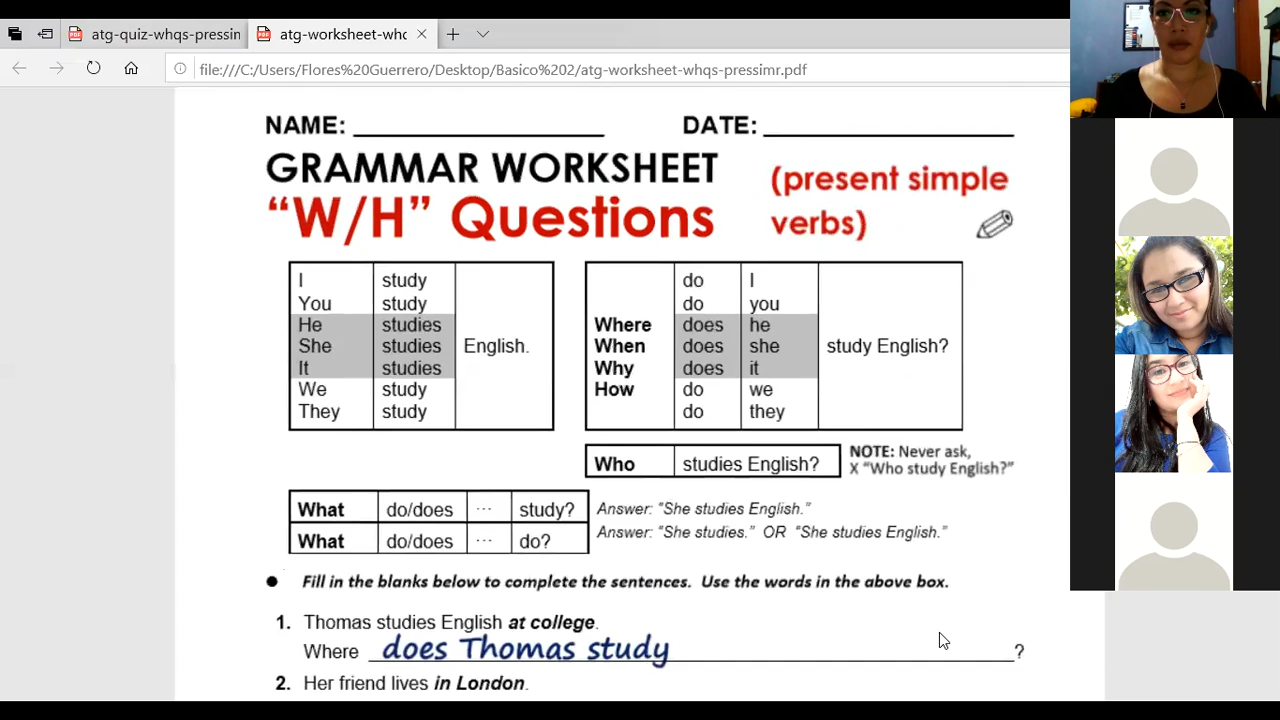 atg-quiz-whqs-pressin
atg-worksheet-whc
file:///C:/Users/Flores%20Guerrero/Desktop/Basico%202/atg-worksheet-whqs-pressimr.pdf
NAME: DATE:
GRAMMAR WORKSHEET
"W/H" Questions
(present simple
verbs)
I study
You study
He studies
She studies English.
It studies
We study
They study
do I
do you
Where does he
When does she study English?
Why does it
How do we
do they
Who studies English?
NOTE: Never ask,
X "Who study English?"
What do/does ... study? Answer: "She studies English."
What do/does ... do? Answer: "She studies." OR "She studies English."
● Fill in the blanks below to complete the sentences. Use the words in the above box.
1. Thomas studies English at college.
Where does Thomas study ?
2. Her friend lives in London.